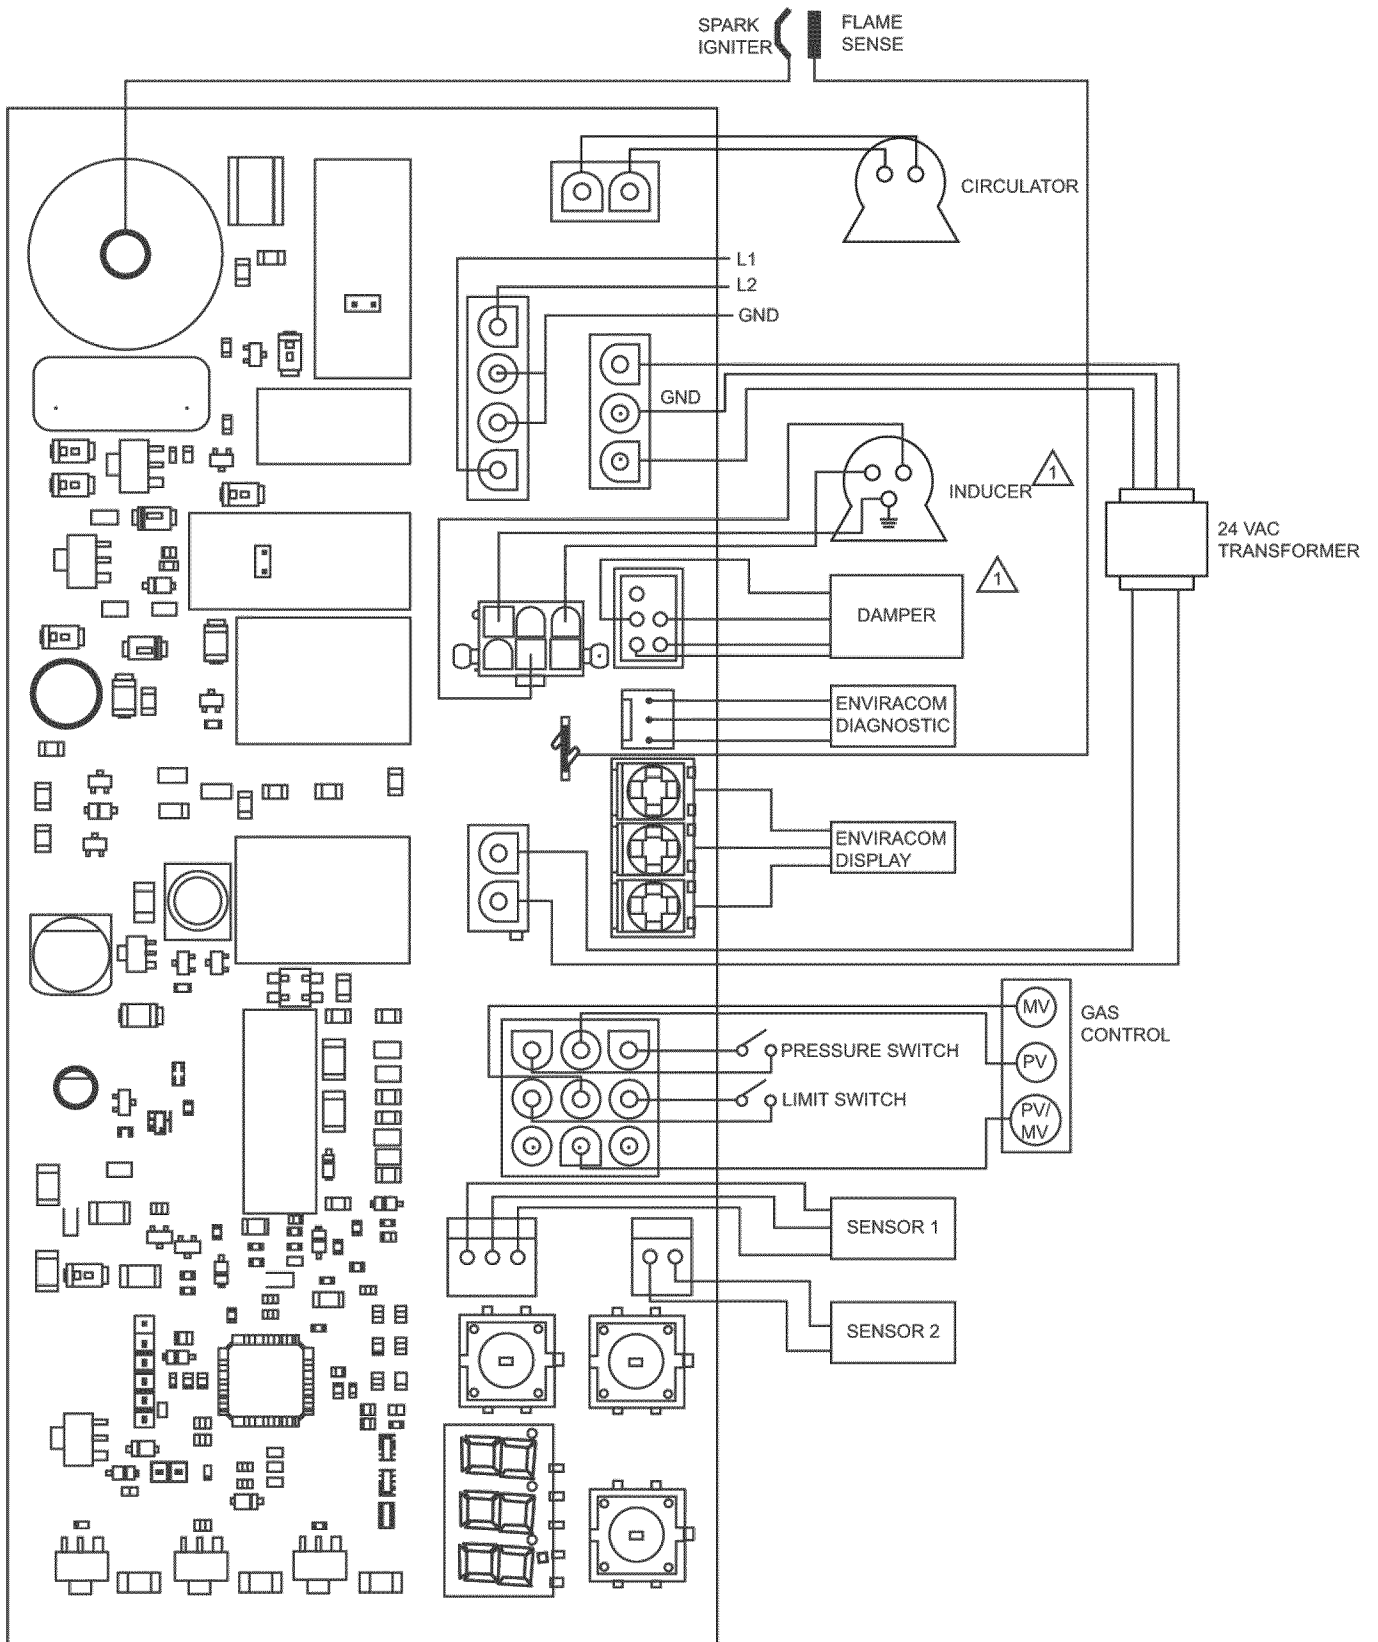 SPARK
IGNITER
FLAME
SENSE
CIRCULATOR
L1
L2
GND
GND
INDUCER
1
24 VAC
TRANSFORMER
1
DAMPER
ENVIRACOM
DIAGNOSTIC
ENVIRACOM
DISPLAY
MV
GAS
CONTROL
PRESSURE SWITCH
PV
LIMIT SWITCH
PV/
MV
SENSOR 1
SENSOR 2